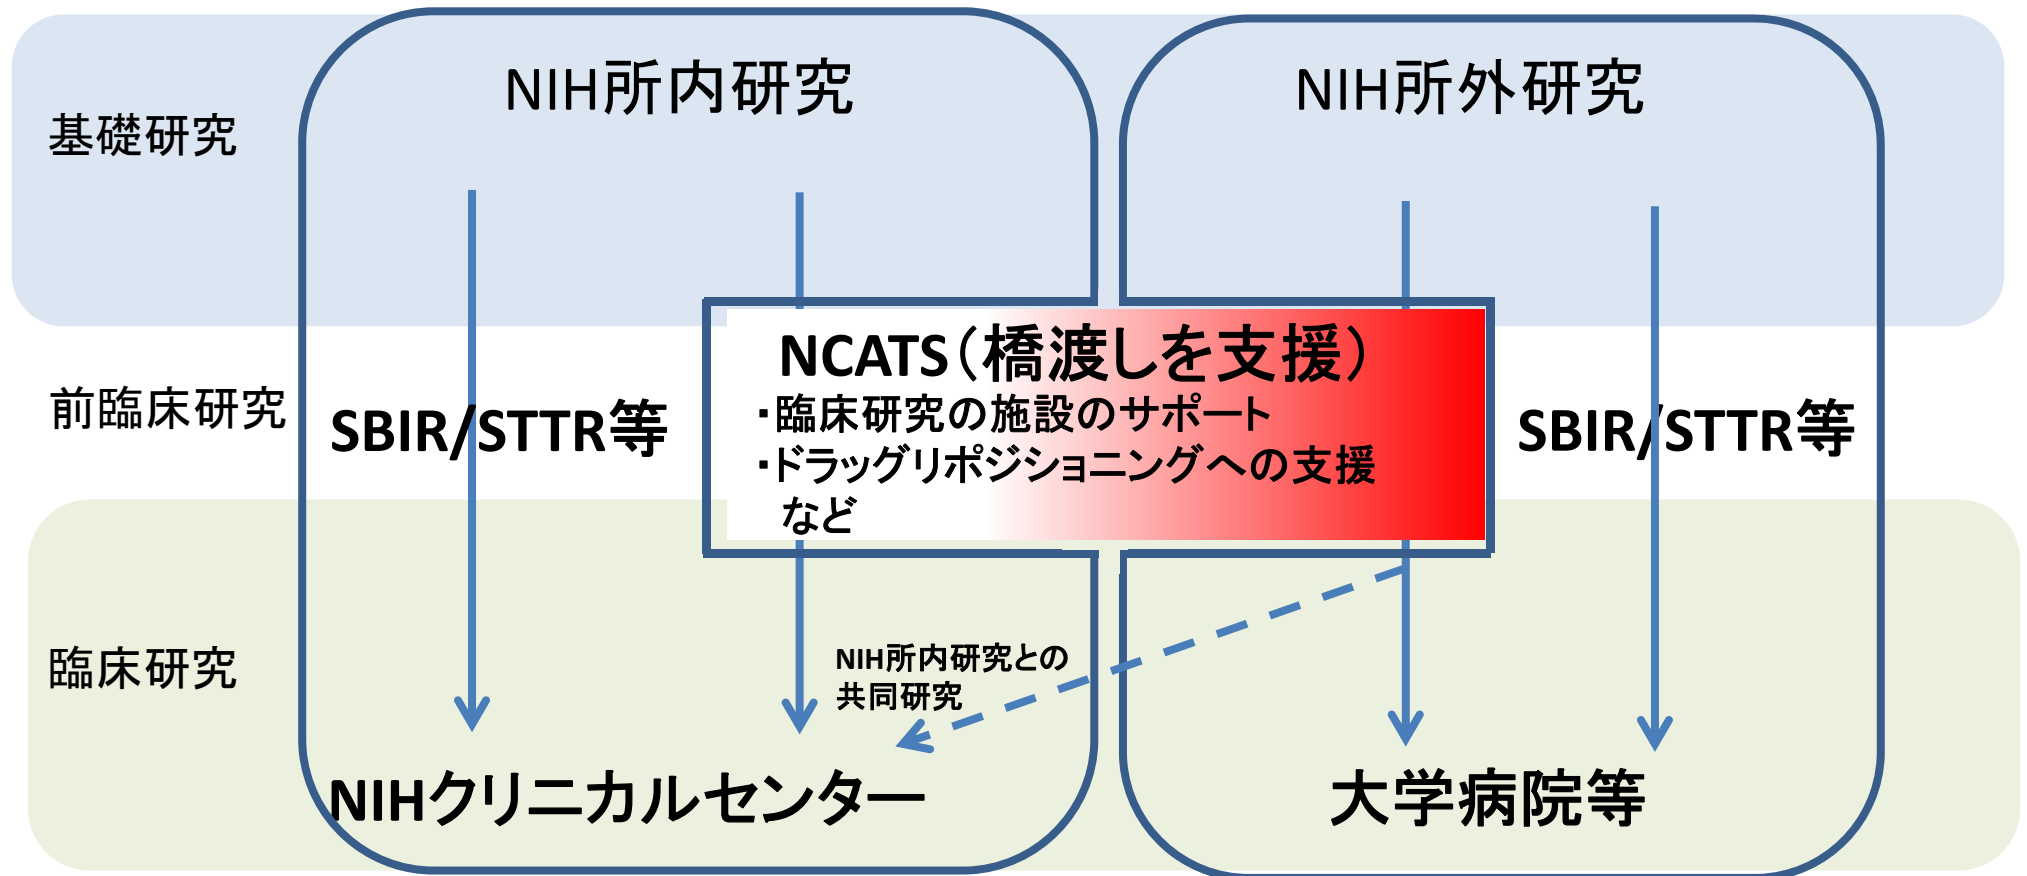 NIH所内研究
NIH所外研究
基礎研究
NCATS（橋渡しを支援）
・臨床研究の施設のサポート
・ドラッグリポジショニングへの支援
など
前臨床研究
SBIR/STTR等
SBIR/STTR等
臨床研究
NIH所内研究との
共同研究
NIHクリニカルセンター
大学病院等